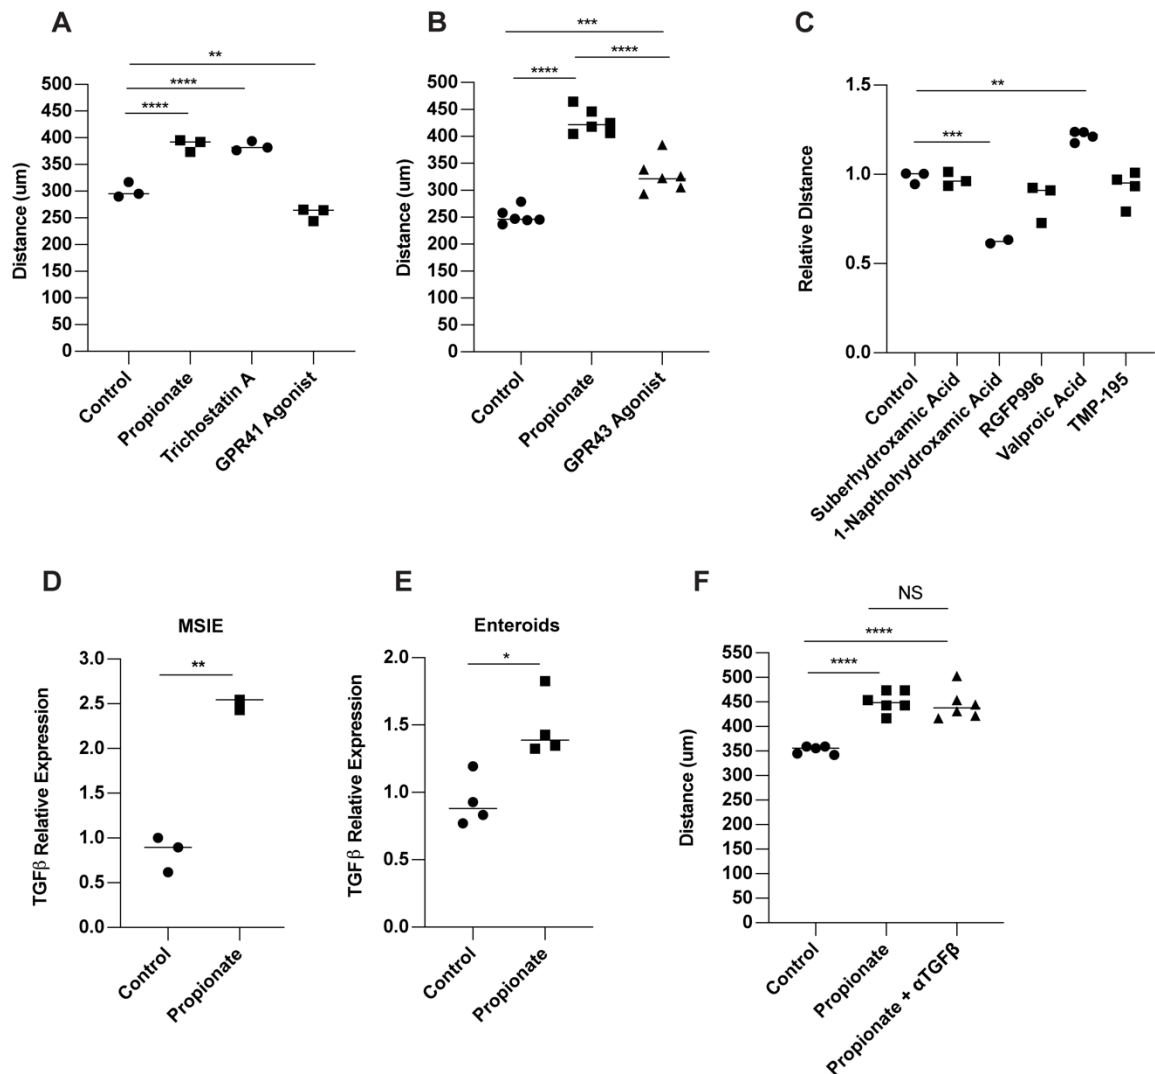 A
**
****
****
Distance (um)
500
450
400
350
300
250
200
150
100
50
0
Control
Propionate
Trichostatin A
GPR41 Agonist
B
***
****
****
Distance (um)
500
450
400
350
300
250
200
150
100
50
0
Control
Propionate
GPR43 Agonist
C
**
***
Relative DIstance
1.5
1.0
0.5
0.0
Control
Suberhydroxamic Acid
1-Napthohydroxamic Acid
RGFP996
Valproic Acid
TMP-195
D
MSIE
**
TGFβ Relative Expression
3.0
2.5
2.0
1.5
1.0
0.5
0.0
Control
Propionate
E
Enteroids
*
TGFβ Relative Expression
2.0
1.5
1.0
0.5
0.0
Control
Propionate
F
NS
****
****
Distance (um)
550
500
450
400
350
300
250
200
150
100
50
0
Control
Propionate
Propionate + αTGFβ